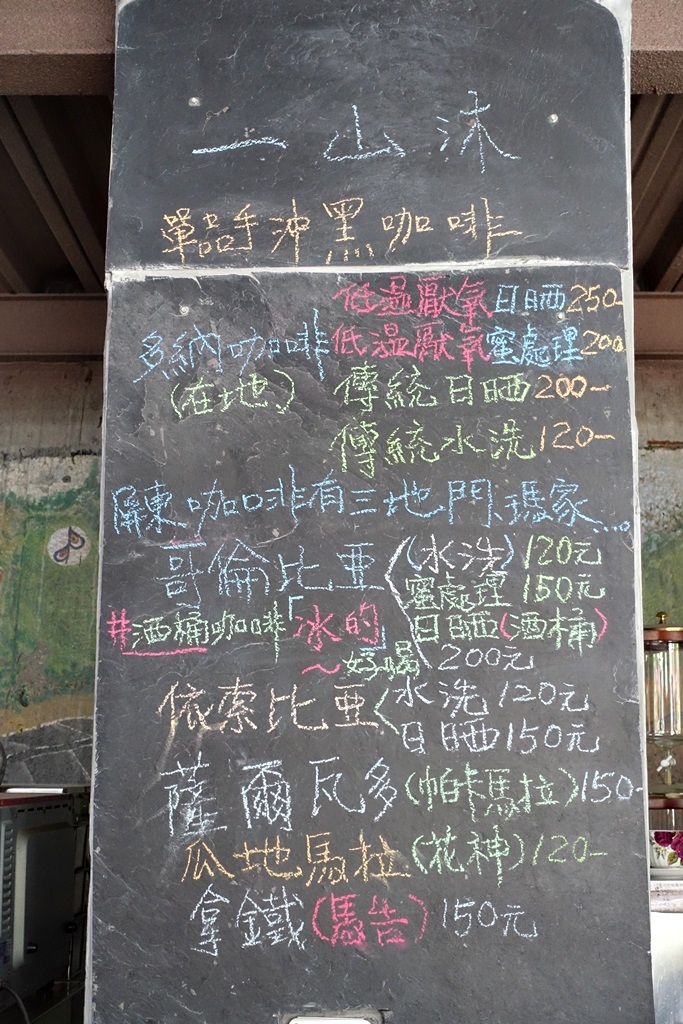 一山沐
單品手沖黑咖啡
低溫厭氧日晒250-
多納咖啡低溫厭氧蜜處理200
(在地) 傳統日晒200-
傳統水洗120-
屏東咖啡有三地門、瑪家...
哥倫比亞(水洗)120元
蜜處理150元
#酒桶咖啡「冰的」日晒(酒桶)
～好喝 200元
依索比亞<水洗120元
日晒150元
薩爾瓦多(帕卡馬拉)150-
瓜地馬拉(花神)120-
拿鐵(馬告)150元